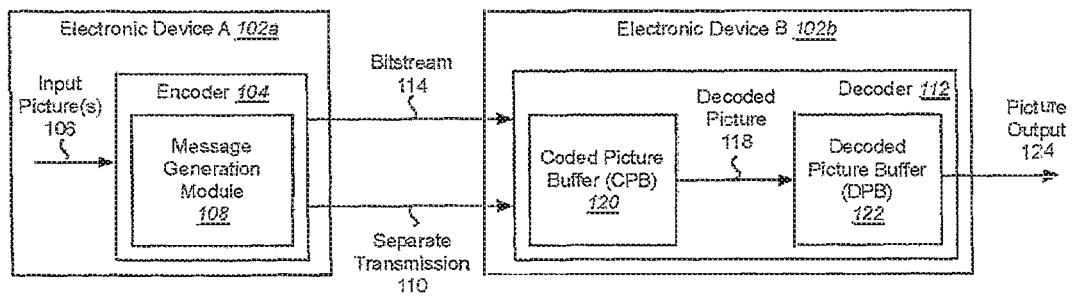 Electronic Device A 102a
Input
Picture(s)
106
Encoder 104
Message
Generation
Module
108
Bitstream
114
Separate
Transmission
110
Electronic Device B 102b
Decoder 112
Coded Picture
Buffer (CPB)
120
Decoded
Picture
118
Decoded
Picture Buffer
(DPB)
122
Picture
Output
124